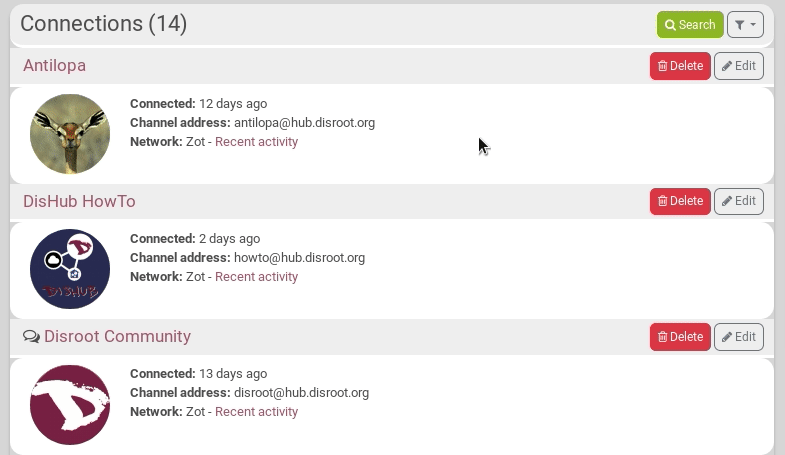 Connections (14)
Search
Antilopa
Delete
Edit
Connected: 12 days ago
Channel address: antilopa@hub.disroot.org
Network: Zot - Recent activity
DisHub HowTo
Delete
Edit
Connected: 2 days ago
Channel address: howto@hub.disroot.org
Network: Zot - Recent activity
DISHUB
Disroot Community
Delete
Edit
Connected: 13 days ago
Channel address: disroot@hub.disroot.org
Network: Zot - Recent activity
D